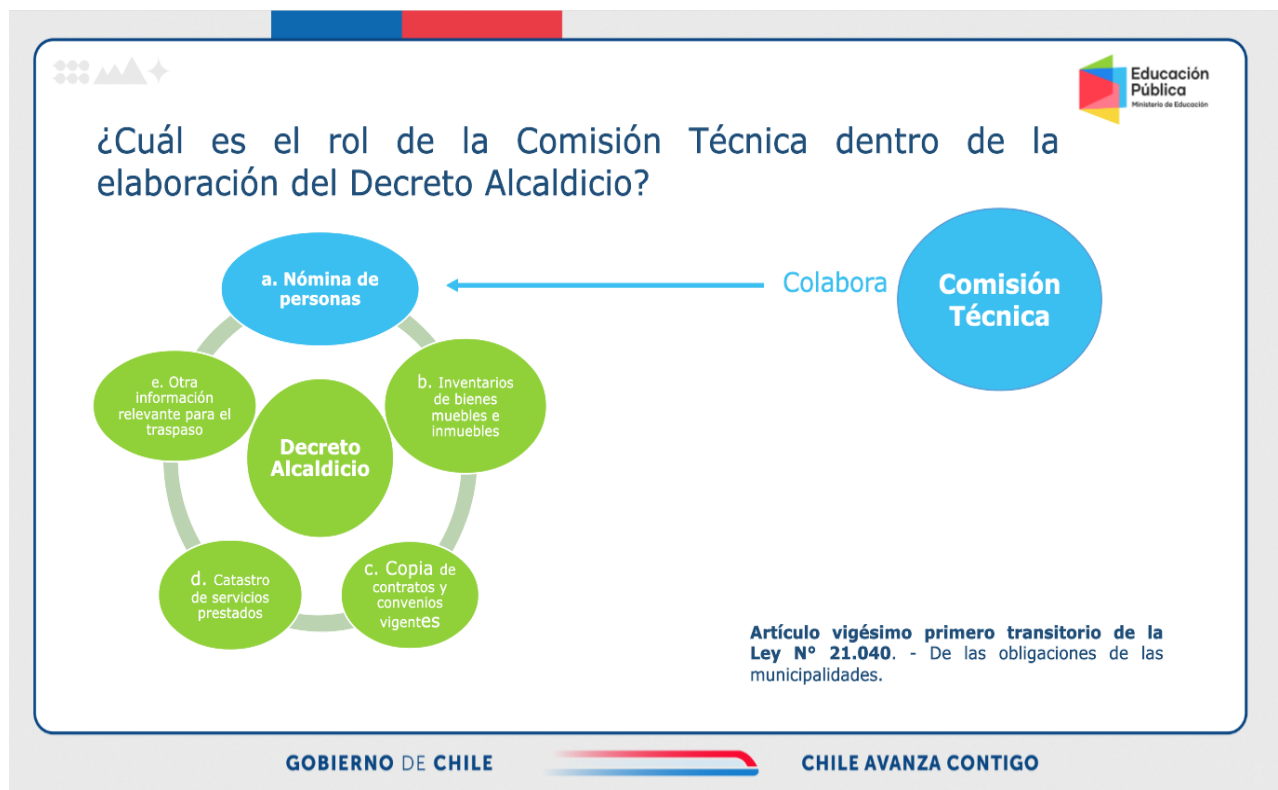 Educación
Pública
Ministerio de Educación
¿Cuál es el rol de la Comisión Técnica dentro de la
elaboración del Decreto Alcaldicio?
a. Nómina de
personas
Colabora
Comisión
Técnica
b. Inventarios
de bienes
muebles e
inmuebles
e. Otra
información
relevante para el
traspaso
Decreto
Alcaldicio
d. Catastro
de servicios
prestados
c. Copia de
contratos y
convenios
vigentes
Artículo vigésimo primero transitorio de la
Ley N° 21.040. - De las obligaciones de las
municipalidades.
GOBIERNO DE CHILE
CHILE AVANZA CONTIGO